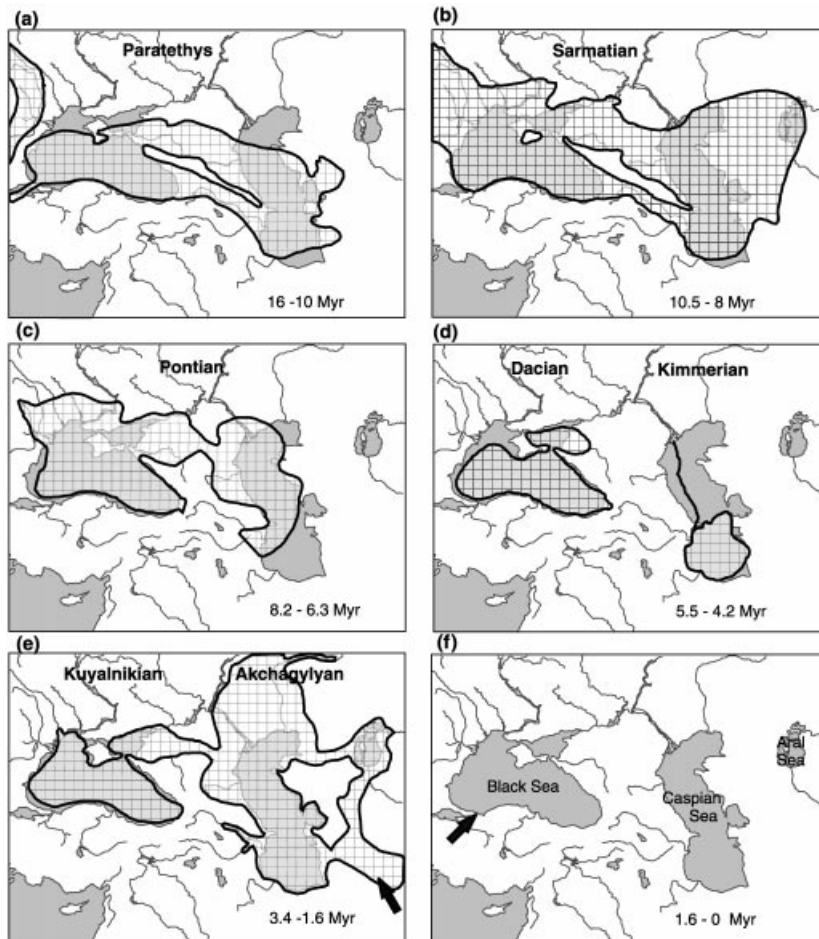 (a)
Paratethys
16 -10 Myr
(b)
Sarmatian
10.5 - 8 Myr
(c)
Pontian
8.2 - 6.3 Myr
(d)
Dacian Kimmerian
5.5 - 4.2 Myr
(e)
Kuyalnikian Akchagylyan
3.4 -1.6 Myr
(f)
Aral
Sea
Black Sea
Caspian
Sea
1.6 - 0 Myr